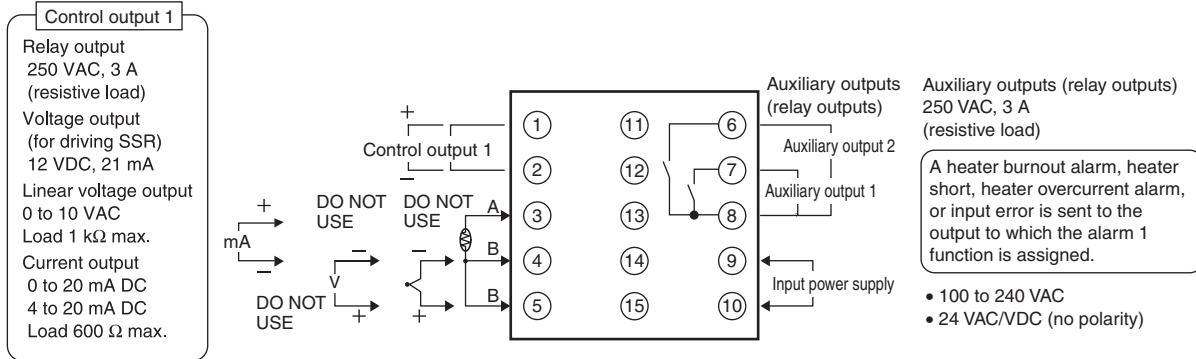 Control output 1
Relay output
250 VAC, 3 A
(resistive load)
Voltage output
(for driving SSR)
12 VDC, 21 mA
Linear voltage output
0 to 10 VAC
Load 1 kΩ max.
Current output
0 to 20 mA DC
4 to 20 mA DC
Load 600 Ω max.
+
mA
−
DO NOT
USE
−
V
+
DO NOT
USE
DO NOT
USE
−
+
+
Control output 1
−
A
B
B
1
2
3
4
5
11
12
13
14
15
6
7
8
9
10
Auxiliary outputs
(relay outputs)
Auxiliary output 2
Auxiliary output 1
Input power supply
Auxiliary outputs (relay outputs)
250 VAC, 3 A
(resistive load)
A heater burnout alarm, heater
short, heater overcurrent alarm,
or input error is sent to the
output to which the alarm 1
function is assigned.
• 100 to 240 VAC
• 24 VAC/VDC (no polarity)